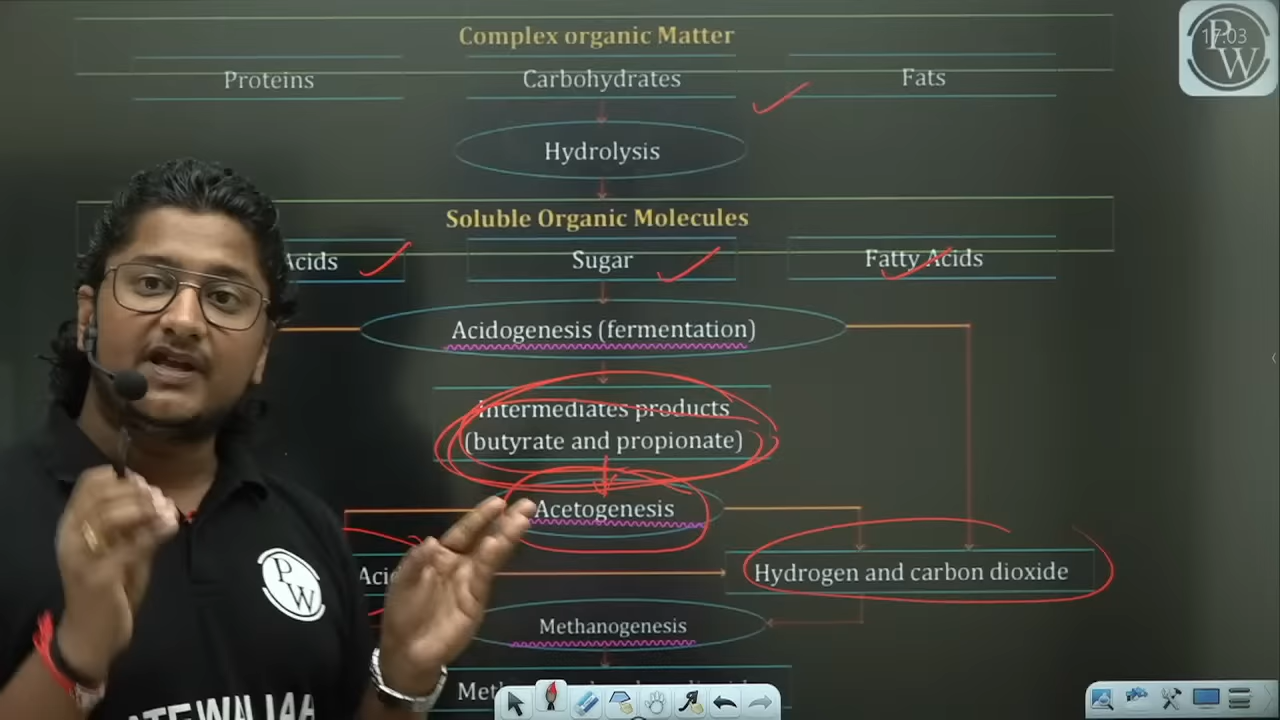 Complex organic Matter
Proteins
Carbohydrates
Fats
Hydrolysis
Soluble Organic Molecules
Acids
Sugar
Fatty Acids
Acidogenesis (fermentation)
Intermediates products
(butyrate and propionate)
Acetogenesis
Hydrogen and carbon dioxide
Methanogenesis
PW
17:03
PW